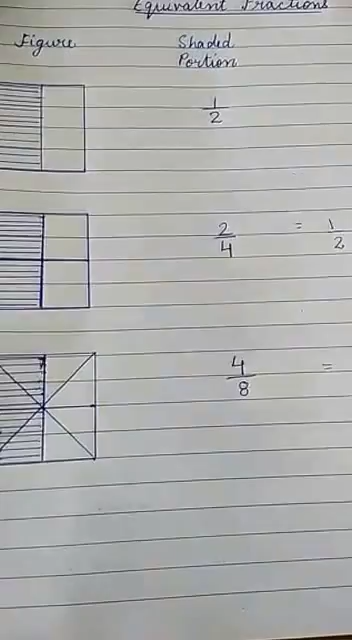 Equivalent Fractions
Figure Shaded
Portion
1/2
2/4 = 1/2
4/8 =